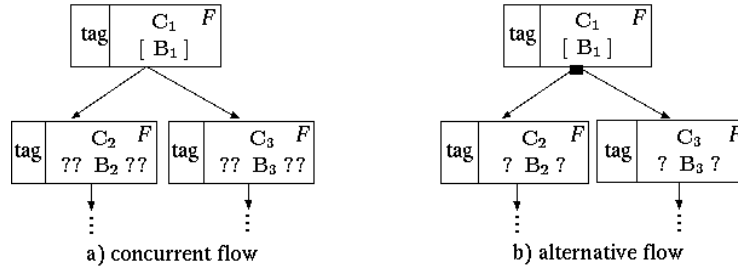 C₁ F
tag
[ B₁ ]
C₂ F
tag
?? B₂ ??
C₃ F
tag
?? B₃ ??
a) concurrent flow
C₁ F
tag
[ B₁ ]
C₂ F
tag
? B₂ ?
C₃ F
tag
? B₃ ?
b) alternative flow